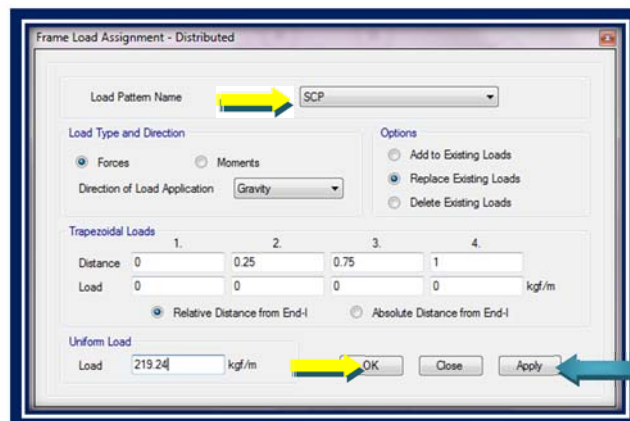 Frame Load Assignment - Distributed
Load Pattern Name SCP
Load Type and Direction
Forces Moments
Direction of Load Application Gravity
Options
Add to Existing Loads
Replace Existing Loads
Delete Existing Loads
Trapezoidal Loads
1. 2. 3. 4.
Distance 0 0.25 0.75 1
Load 0 0 0 0 kgf/m
Relative Distance from End-I Absolute Distance from End-I
Uniform Load
Load 219.24 kgf/m
OK Close Apply